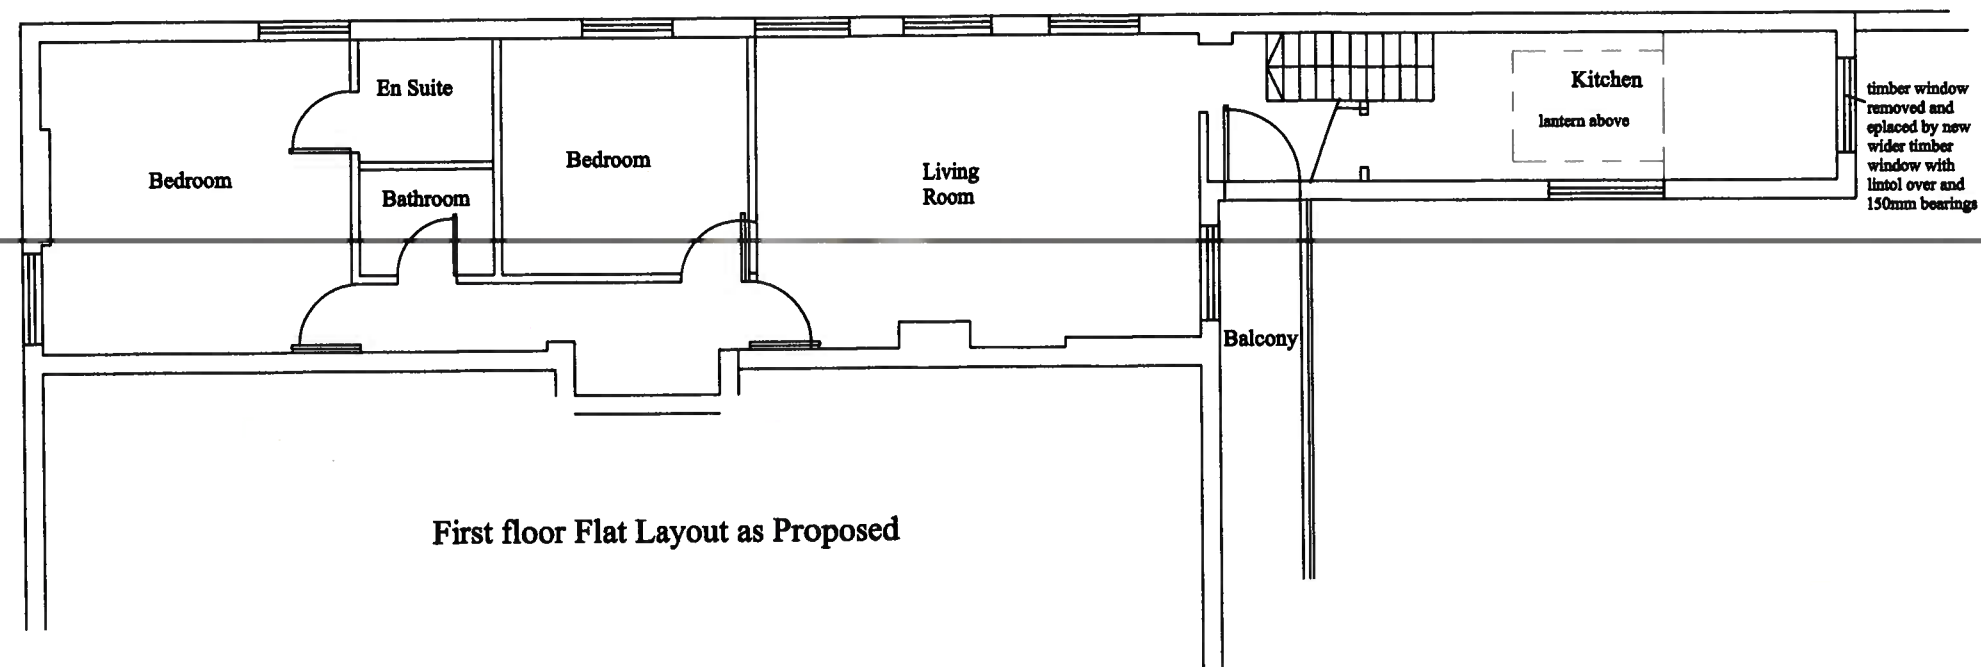 En Suite
Bedroom
Bathroom
Bedroom
Living
Room
Kitchen
lantern above
timber window
removed and
eplaced by new
wider timber
window with
lintol over and
150mm bearings
Balcony
First floor Flat Layout as Proposed